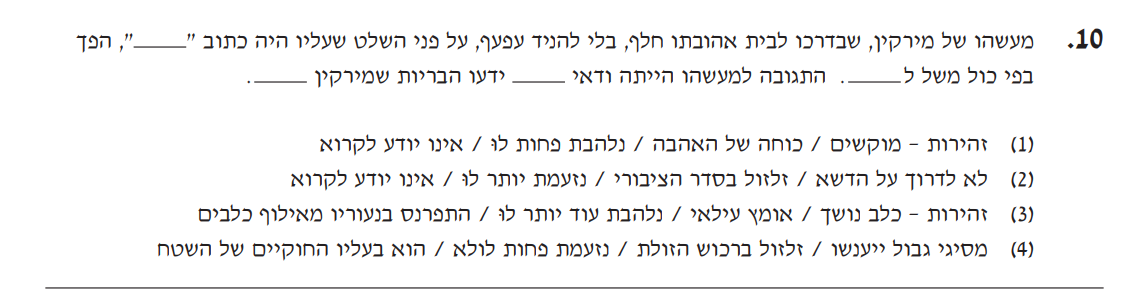 10. מעשהו של מירקין, שבדרכו לבית אהובתו חלף, בלי להניד עפעף, על פני השלט שעליו היה כתוב "_____", הפך
בפי כול משל ל_____. התגובה למעשהו הייתה ודאי _____ ידעו הבריות שמירקין _____.
(1) זהירות – מוקשים / כוחה של האהבה / נלהבת פחות לוּ / אינו יודע לקרוא
(2) לא לדרוך על הדשא / זלזול בסדר הציבורי / נזעמת יותר לוּ / אינו יודע לקרוא
(3) זהירות – כלב נושך / אומץ עילאי / נלהבת עוד יותר לוּ / התפרנס בנעוריו מאילוף כלבים
(4) מסיגי גבול ייענשו / זלזול ברכוש הזולת / נזעמת פחות לולא / הוא בעליו החוקיים של השטח